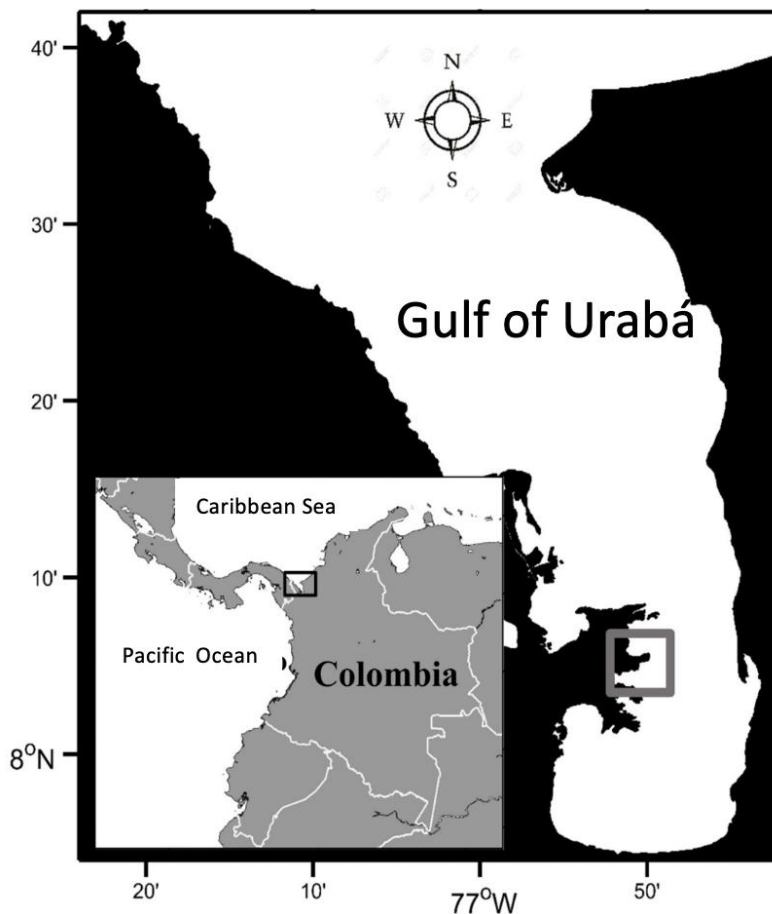 40'
N
W
E
S
30'
Gulf of Urabá
20'
Caribbean Sea
10'
Pacific Ocean
Colombia
8°N
20'
10'
77°W
50'